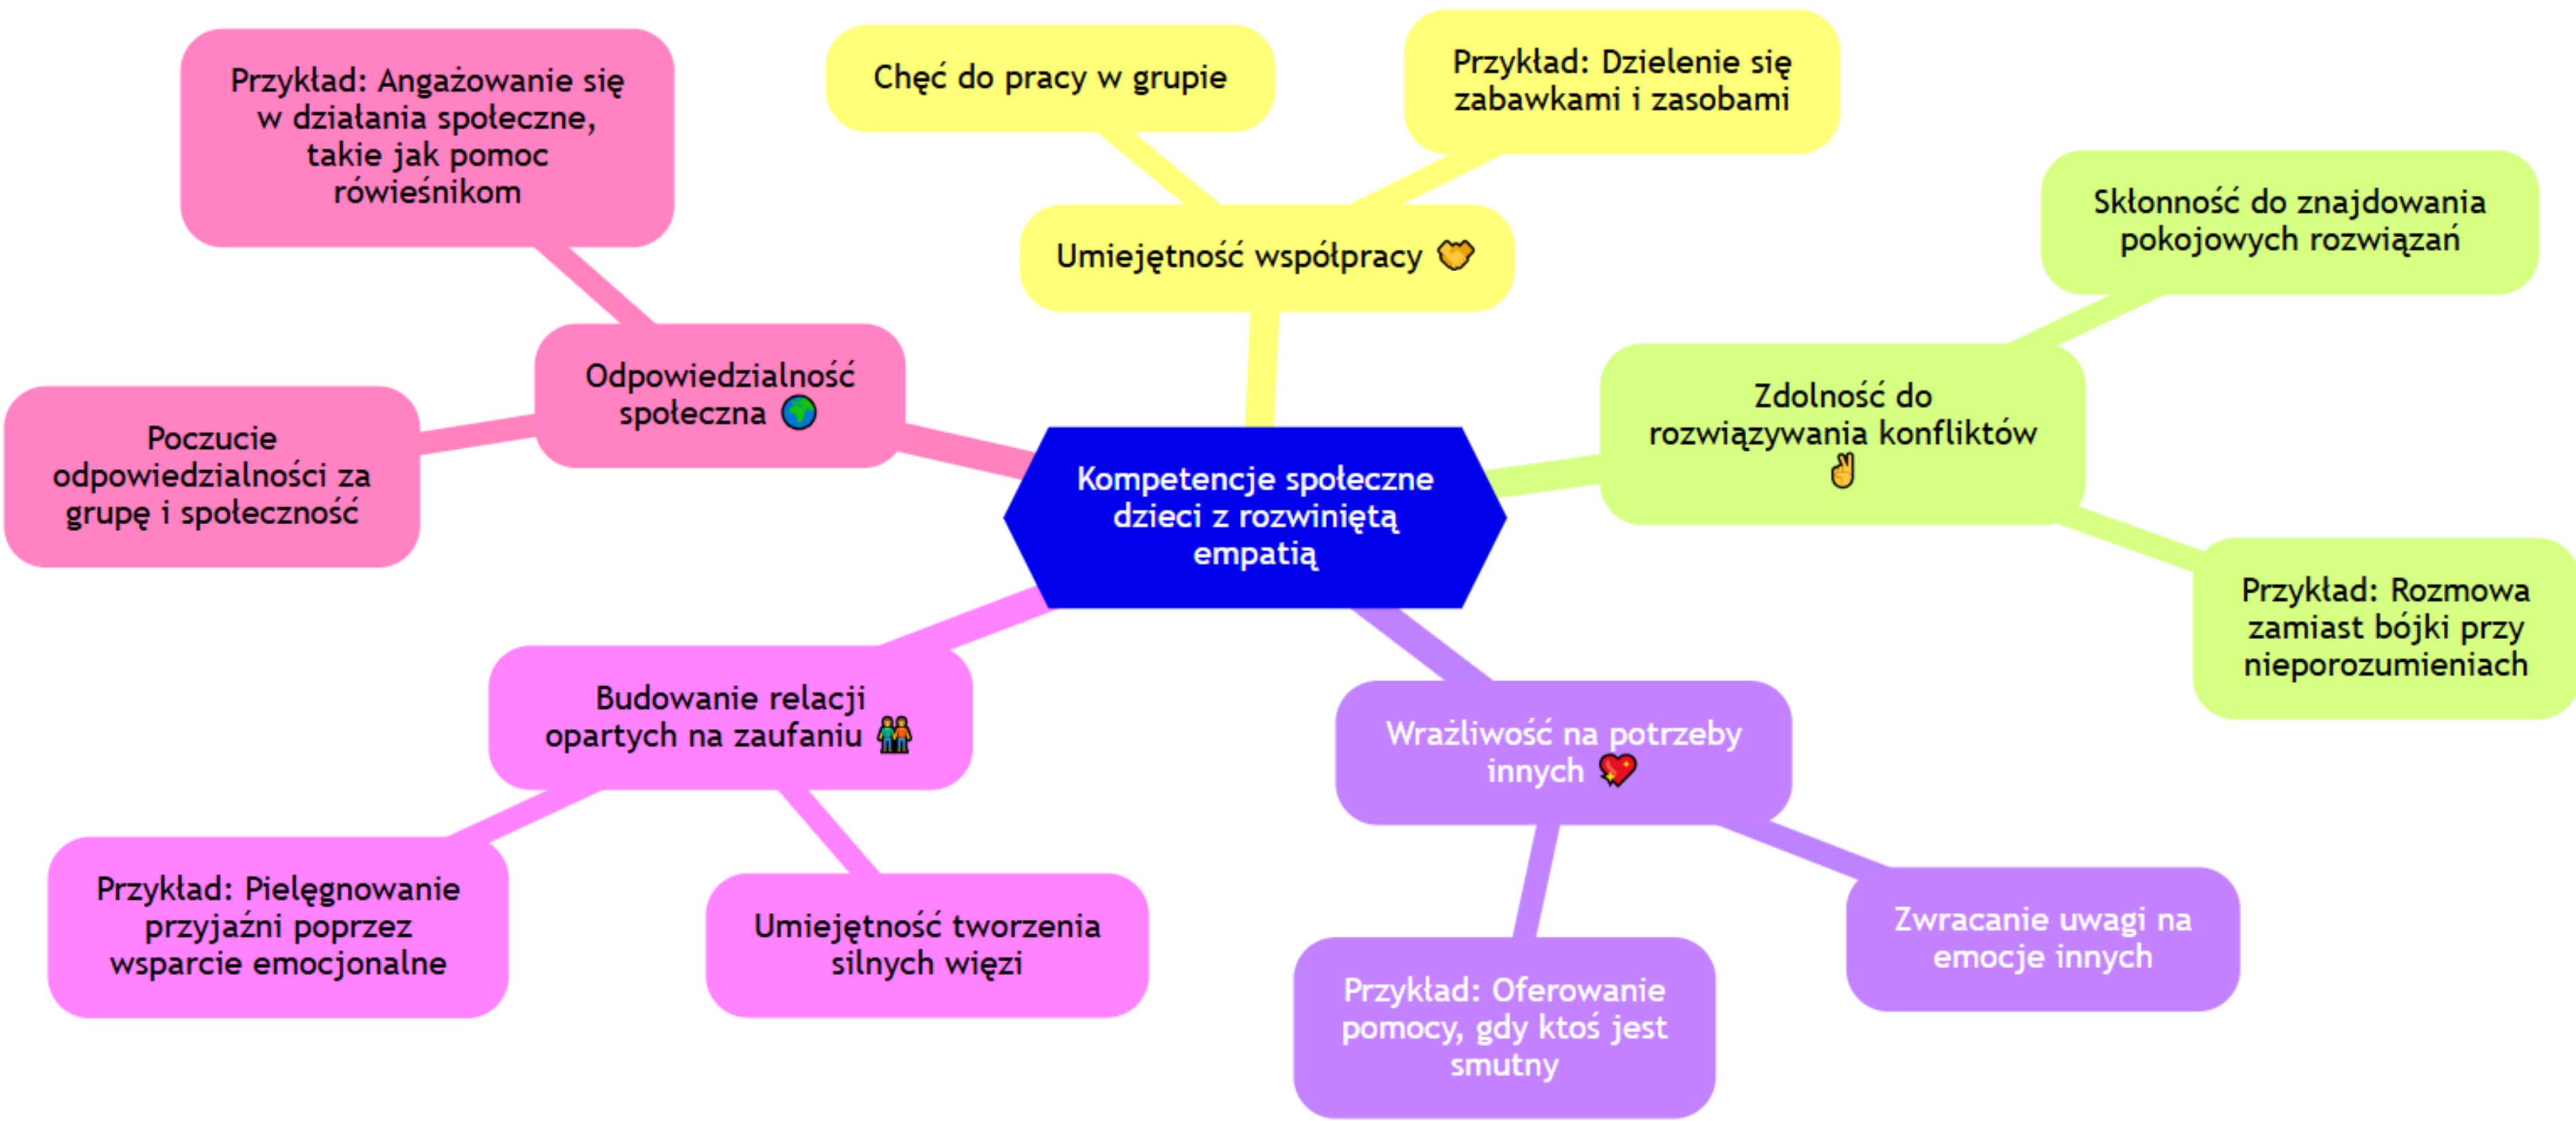 Przykład: Angażowanie się
w działania społeczne,
takie jak pomoc
rówieśnikom
Chęć do pracy w grupie
Przykład: Dzielenie się
zabawkami i zasobami
Skłonność do znajdowania
pokojowych rozwiązań
Umiejętność współpracy
Odpowiedzialność
społeczna 🌍
Zdolność do
rozwiązywania konfliktów
✌
Poczucie
odpowiedzialności za
grupę i społeczność
Kompetencje społeczne
dzieci z rozwiniętą
empatią
Przykład: Rozmowa
zamiast bójki przy
nieporozumieniach
Budowanie relacji
opartych na zaufaniu
Wrażliwość na potrzeby
innych 💖
Przykład: Pielęgnowanie
przyjaźni poprzez
wsparcie emocjonalne
Umiejętność tworzenia
silnych więzi
Przykład: Oferowanie
pomocy, gdy ktoś jest
smutny
Zwracanie uwagi na
emocje innych